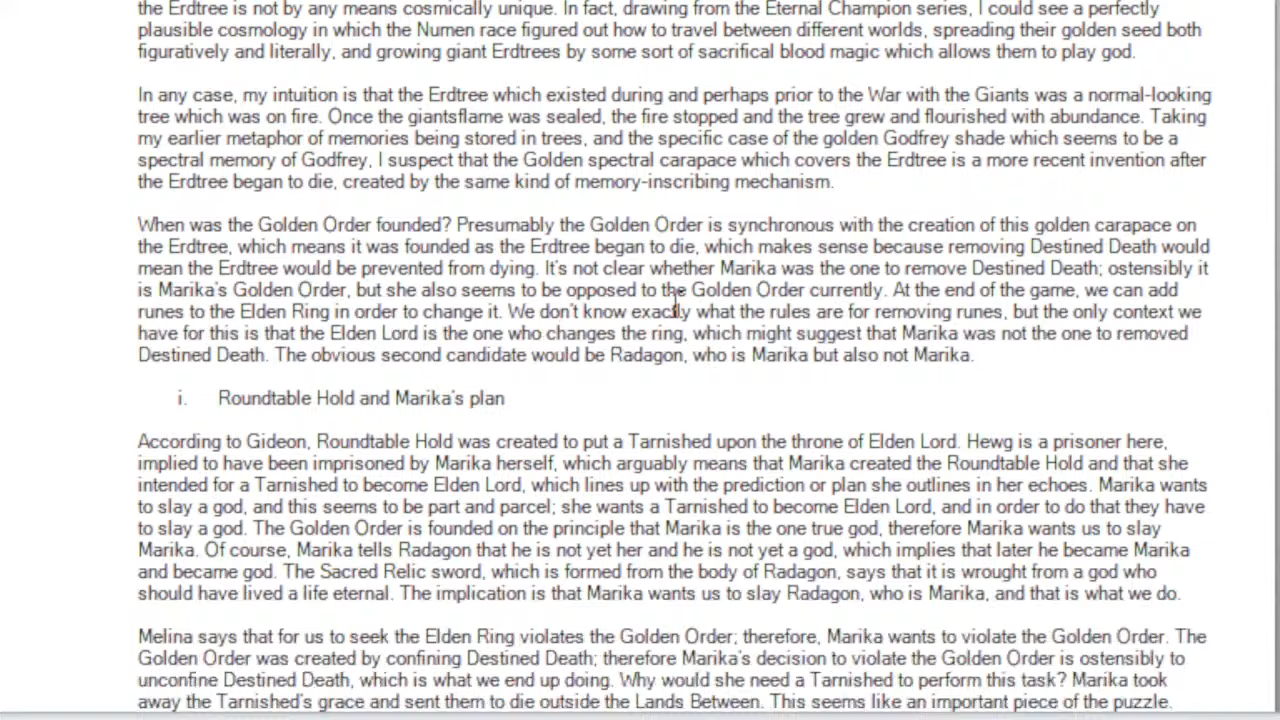 the Erdtree is not by any means cosmically unique. In fact, drawing from the Eternal Champion series, I could see a perfectly
plausible cosmology in which the Numen race figured out how to travel between different worlds, spreading their golden seed both
figuratively and literally, and growing giant Erdtrees by some sort of sacrifical blood magic which allows them to play god.
In any case, my intuition is that the Erdtree which existed during and perhaps prior to the War with the Giants was a normal-looking
tree which was on fire. Once the giantsflame was sealed, the fire stopped and the tree grew and flourished with abundance. Taking
my earlier metaphor of memories being stored in trees, and the specific case of the golden Godfrey shade which seems to be a
spectral memory of Godfrey, I suspect that the Golden spectral carapace which covers the Erdtree is a more recent invention after
the Erdtree began to die, created by the same kind of memory-inscribing mechanism.
When was the Golden Order founded? Presumably the Golden Order is synchronous with the creation of this golden carapace on
the Erdtree, which means it was founded as the Erdtree began to die, which makes sense because removing Destined Death would
mean the Erdtree would be prevented from dying. It's not clear whether Marika was the one to remove Destined Death; ostensibly it
is Marika's Golden Order, but she also seems to be opposed to the Golden Order currently. At the end of the game, we can add
runes to the Elden Ring in order to change it. We don't know exactly what the rules are for removing runes, but the only context we
have for this is that the Elden Lord is the one who changes the ring, which might suggest that Marika was not the one to removed
Destined Death. The obvious second candidate would be Radagon, who is Marika but also not Marika.
i. Roundtable Hold and Marika's plan
According to Gideon, Roundtable Hold was created to put a Tarnished upon the throne of Elden Lord. Hewg is a prisoner here,
implied to have been imprisoned by Marika herself, which arguably means that Marika created the Roundtable Hold and that she
intended for a Tarnished to become Elden Lord, which lines up with the prediction or plan she outlines in her echoes. Marika wants
to slay a god, and this seems to be part and parcel; she wants a Tarnished to become Elden Lord, and in order to do that they have
to slay a god. The Golden Order is founded on the principle that Marika is the one true god, therefore Marika wants us to slay
Marika. Of course, Marika tells Radagon that he is not yet her and he is not yet a god, which implies that later he became Marika
and became god. The Sacred Relic sword, which is formed from the body of Radagon, says that it is wrought from a god who
should have lived a life eternal. The implication is that Marika wants us to slay Radagon, who is Marika, and that is what we do.
Melina says that for us to seek the Elden Ring violates the Golden Order; therefore, Marika wants to violate the Golden Order. The
Golden Order was created by confining Destined Death; therefore Marika's decision to violate the Golden Order is ostensibly to
unconfine Destined Death, which is what we end up doing. Why would she need a Tarnished to perform this task? Marika took
away the Tarnished's grace and sent them to die outside the Lands Between. This seems like an important piece of the puzzle.